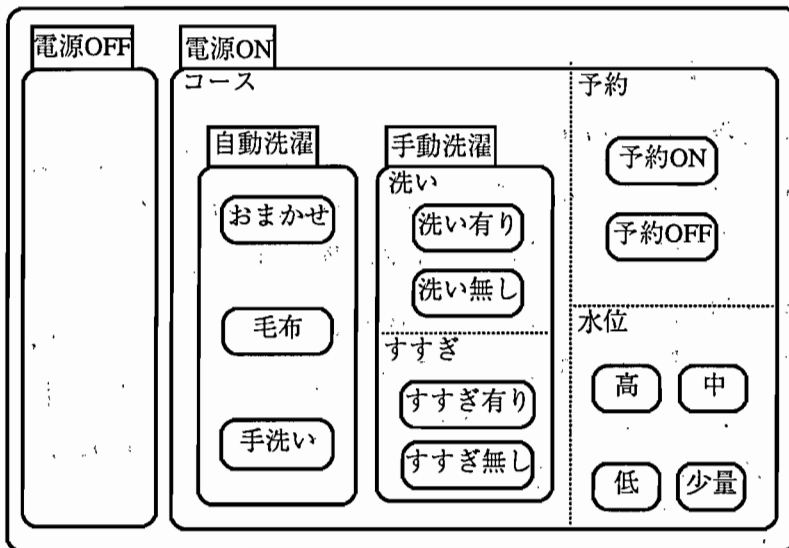 電源OFF
電源ON
コース
自動洗濯
おまかせ
毛布
手洗い
手動洗濯
洗い
洗い有り
洗い無し
すすぎ
すすぎ有り
すすぎ無し
予約
予約ON
予約OFF
水位
高
中
低
少量